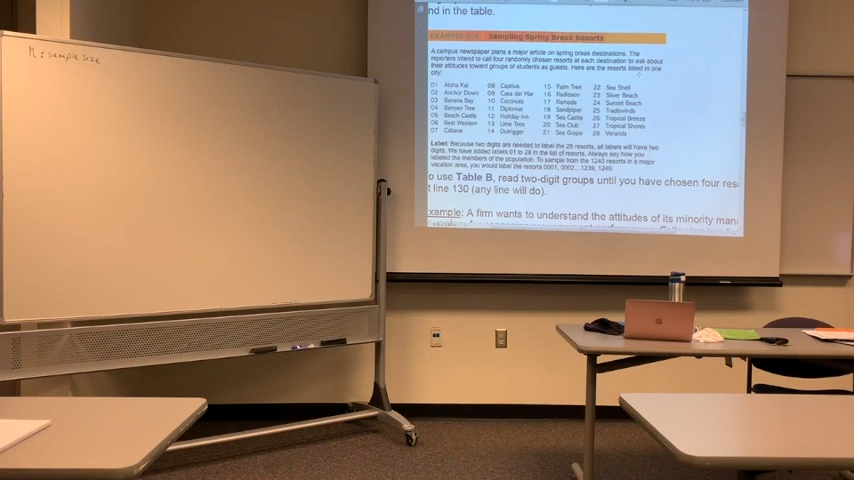 n: sample size
nd in the table.
Sampling Spring Break Resorts
A campus newspaper plans a major article on spring break destinations. The
reporters intend to call four randomly chosen resorts at each destination to ask about
their attitudes toward groups of students as guests. Here are the resorts listed in one
city:
01 Aloha Kai 08 Captiva 15 Palm Tree 22 Sea Shell
02 Anchor Down 09 Casa del Mar 16 Radisson 23 Silver Beach
03 Banana Bay 10 Coconuts 17 Ramada 24 Sunset Beach
04 Banyan Tree 11 Diplomat 18 Sandpiper 25 Tradewinds
05 Beach Castle 12 Holiday Inn 19 Sea Castle 26 Tropical Breeze
06 Best Western 13 Lime Tree 20 Sea Club 27 Tropical Shores
07 Cabana 14 Outrigger 21 Sea Grape 28 Veranda
Label: Because two digits are needed to label the 28 resorts, all labels will have two
digits. We have added labels 01 to 28 in the list of resorts. Always say how you
labeled the members of the population. To sample from the 1240 resorts in a major
vacation area, you would label the resorts 0001, 0002... 1239, 1240.
o use Table B, read two-digit groups until you have chosen four res
t line 130 (any line will do).
xample: A firm wants to understand the attitudes of its minority man